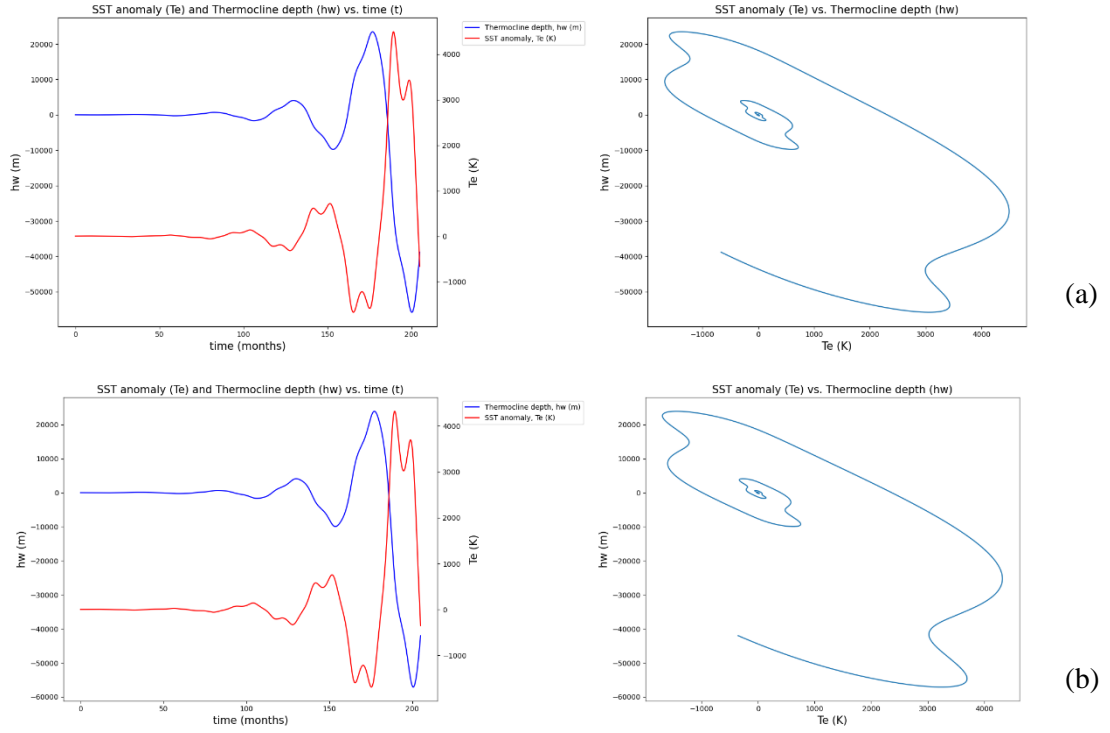 SST anomaly (Te) and Thermocline depth (hw) vs. time (t)
Thermocline depth, hw (m)
SST anomaly, Te (K)
20000
10000
0
−10000
−20000
−30000
−40000
−50000
hw (m)
4000
3000
2000
1000
0
−1000
Te (K)
0 50 100 150 200
time (months)
SST anomaly (Te) vs. Thermocline depth (hw)
20000
10000
0
−10000
−20000
−30000
−40000
−50000
hw (m)
−1000 0 1000 2000 3000 4000
Te (K)
(a)
SST anomaly (Te) and Thermocline depth (hw) vs. time (t)
Thermocline depth, hw (m)
SST anomaly, Te (K)
20000
10000
0
−10000
−20000
−30000
−40000
−50000
−60000
hw (m)
4000
3000
2000
1000
0
−1000
Te (K)
0 50 100 150 200
time (months)
SST anomaly (Te) vs. Thermocline depth (hw)
20000
10000
0
−10000
−20000
−30000
−40000
−50000
−60000
hw (m)
−1000 0 1000 2000 3000 4000
Te (K)
(b)